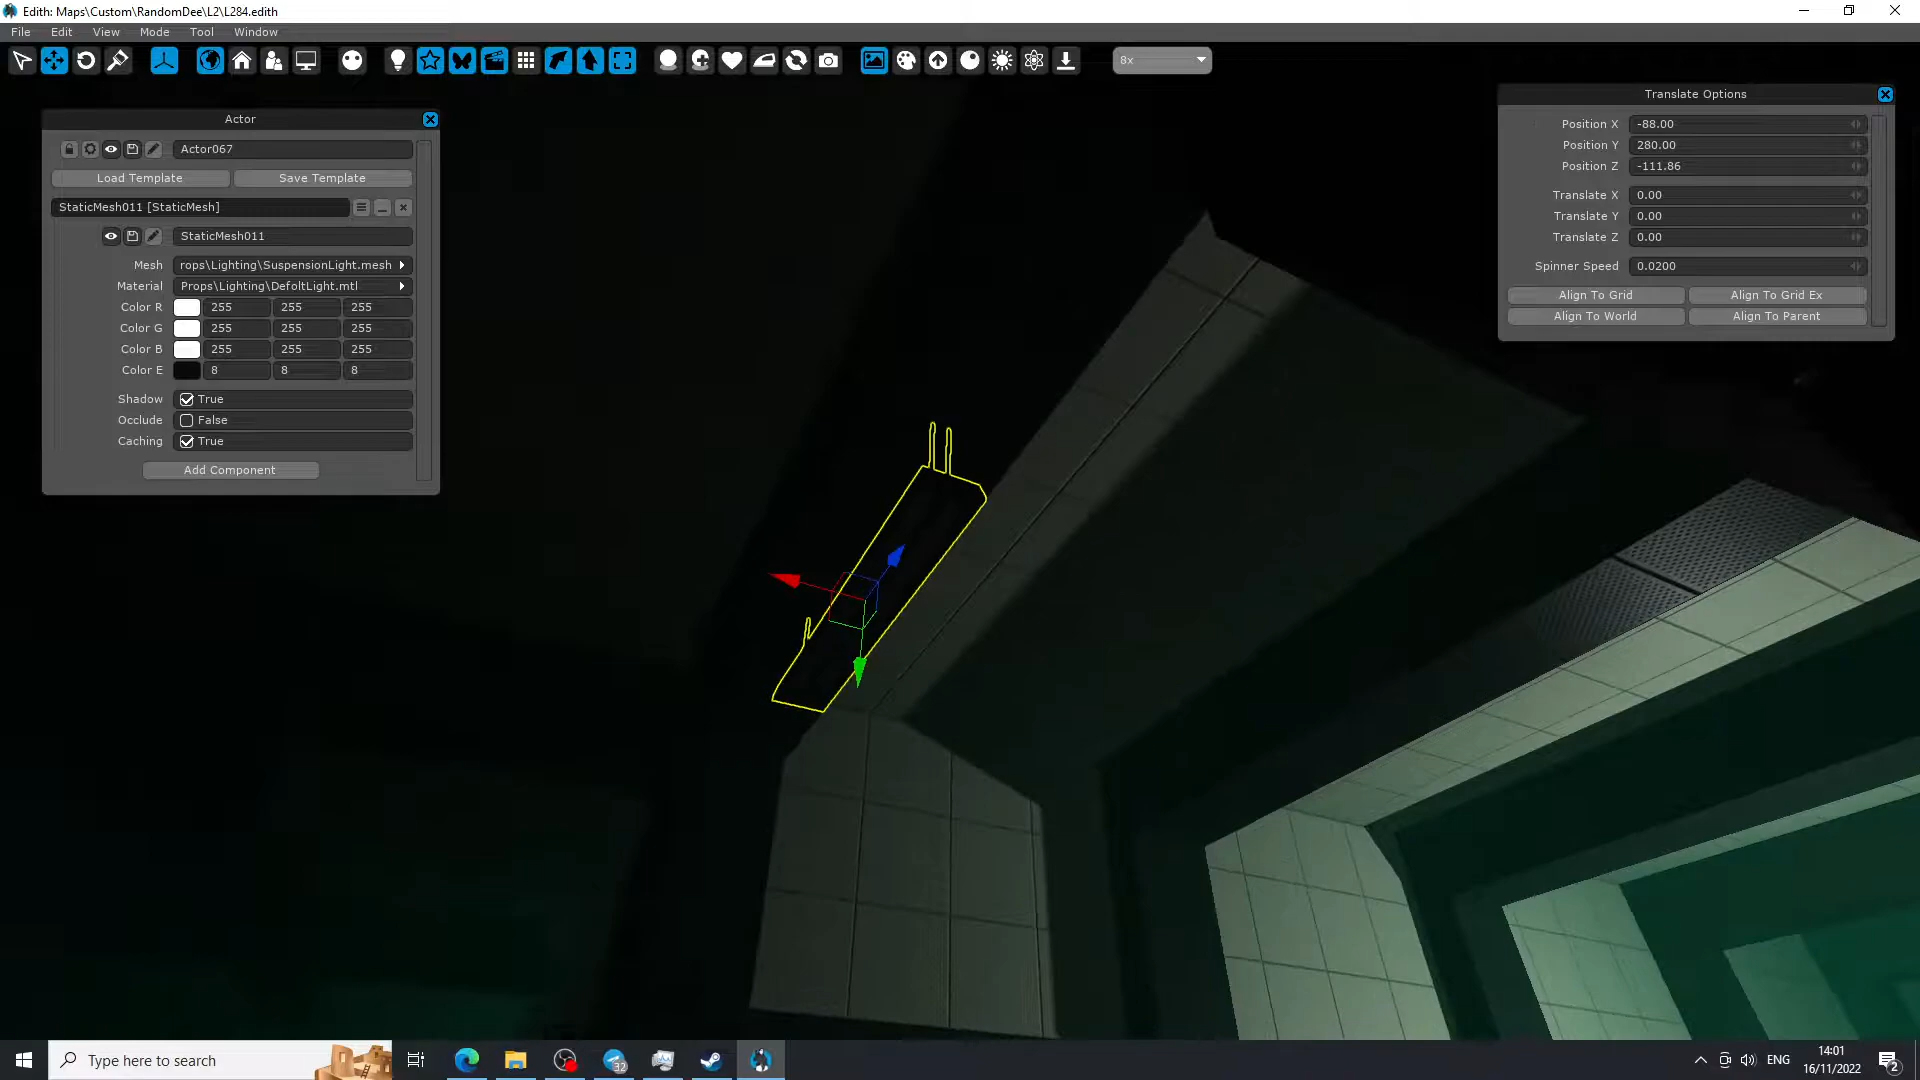 Edith: Maps\Custom\RandomDee\L2\L284.edith
File Edit View Mode Tool Window
8x
Actor
Actor067
Load Template Save Template
StaticMesh011 [StaticMesh]
StaticMesh011
Mesh rops\Lighting\SuspensionLight.mesh
Material Props\Lighting\DefoltLight.mtl
Color R 255 255 255
Color G 255 255 255
Color B 255 255 255
Color E 8 8 8
Shadow True
Occlude False
Caching True
Add Component
Translate Options
Position X -88.00
Position Y 280.00
Position Z -111.86
Translate X 0.00
Translate Y 0.00
Translate Z 0.00
Spinner Speed 0.0200
Align To Grid Align To Grid Ex
Align To World Align To Parent
Type here to search
32
ENG
14:01
16/11/2022
2